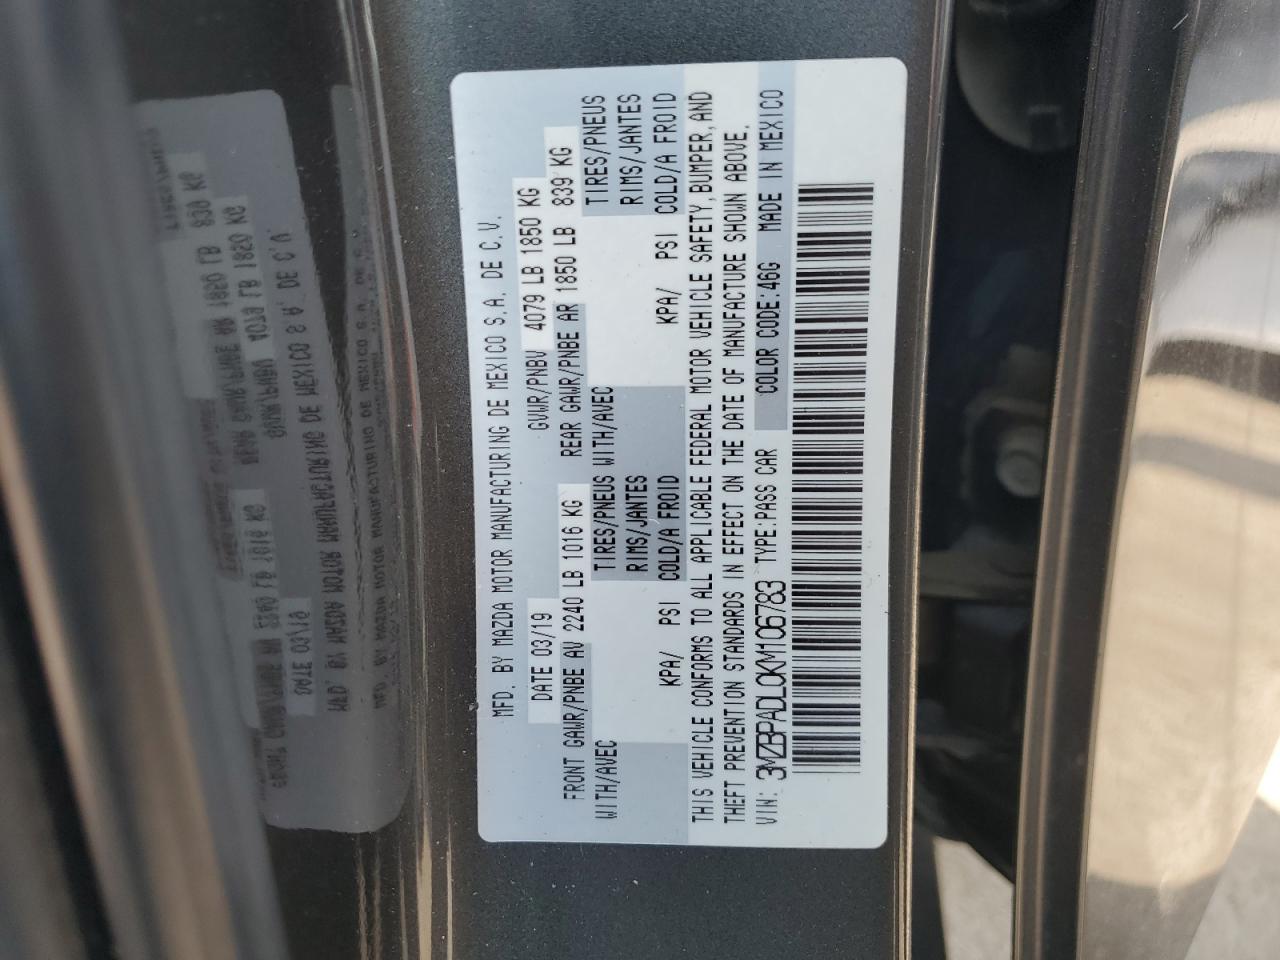 MFD. BY MAZDA MOTOR MANUFACTURING DE MEXICO S.A. DE C.V.
DATE 03/19 GVWR/PNBV 4079 LB 1850 KG
FRONT GAWR/PNBE AV 2240 LB 1016 KG REAR GAWR/PNBE AR 1850 LB 839 KG
WITH/AVEC TIRES/PNEUS WITH/AVEC TIRES/PNEUS
RIMS/JANTES RIMS/JANTES
KPA/ PSI COLD/A FROID KPA/ PSI COLD/A FROID
THIS VEHICLE CONFORMS TO ALL APPLICABLE FEDERAL MOTOR VEHICLE SAFETY, BUMPER, AND
THEFT PREVENTION STANDARDS IN EFFECT ON THE DATE OF MANUFACTURE SHOWN ABOVE.
VIN: 3MZBPADL0KM106783 TYPE:PASS CAR COLOR CODE:46G MADE IN MEXICO